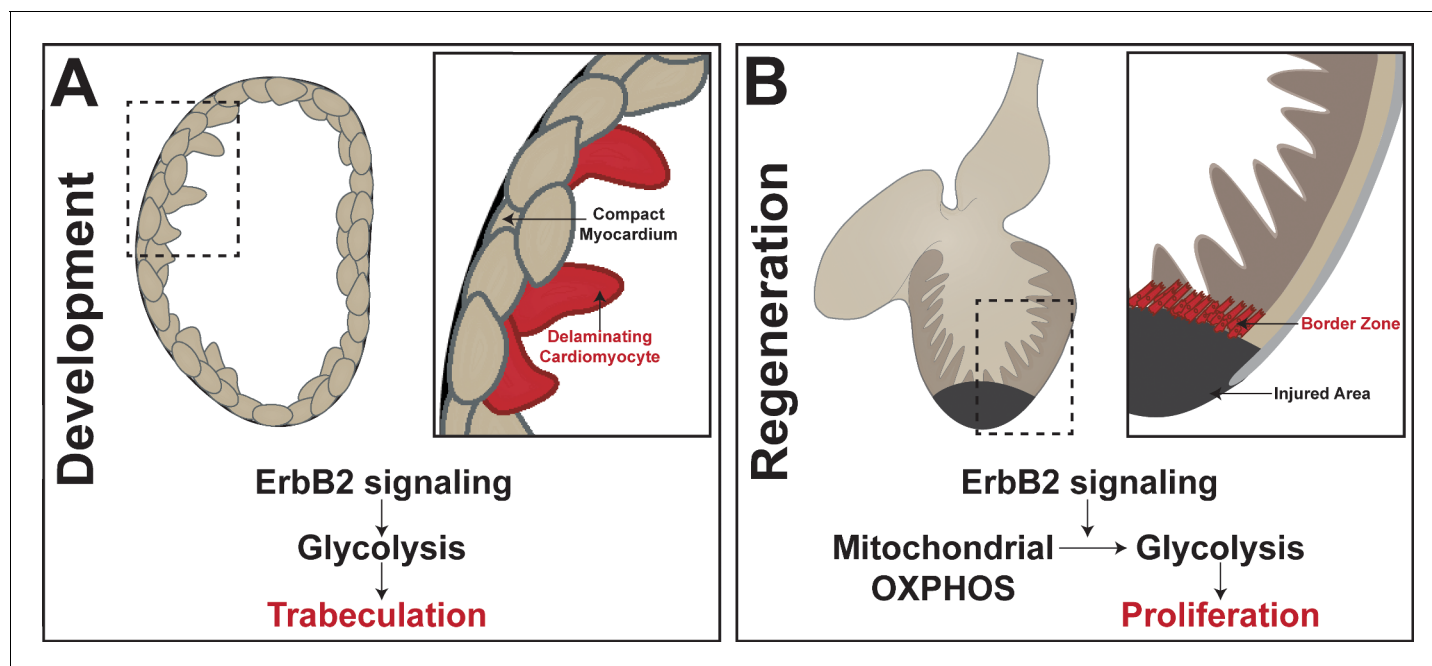 A
Development
Compact
Myocardium
Delaminating
Cardiomyocyte
ErbB2 signaling
Glycolysis
Trabeculation
B
Regeneration
Border Zone
Injured Area
ErbB2 signaling
Mitochondrial
OXPHOS
Glycolysis
Proliferation